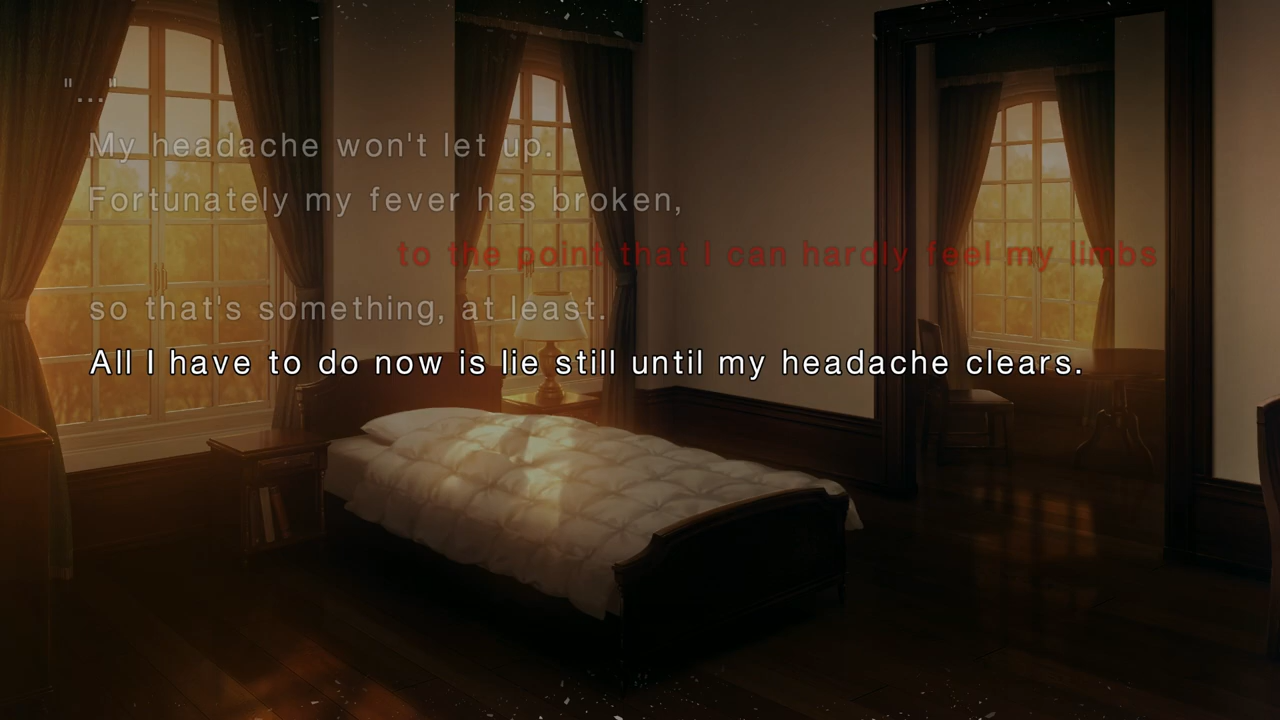 "..."
My headache won't let up.
Fortunately my fever has broken,
to the point that I can hardly feel my limbs
so that's something, at least.
All I have to do now is lie still until my headache clears.